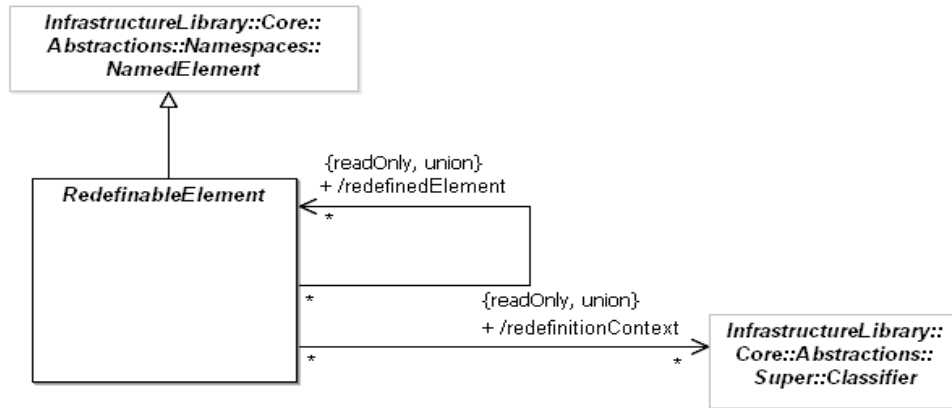 InfrastructureLibrary::Core::
Abstractions::Namespaces::
NamedElement
{readOnly, union}
+ /redefinedElement
RedefinableElement
*
*
{readOnly, union}
+ /redefinitionContext
*
*
InfrastructureLibrary::
Core::Abstractions::
Super::Classifier